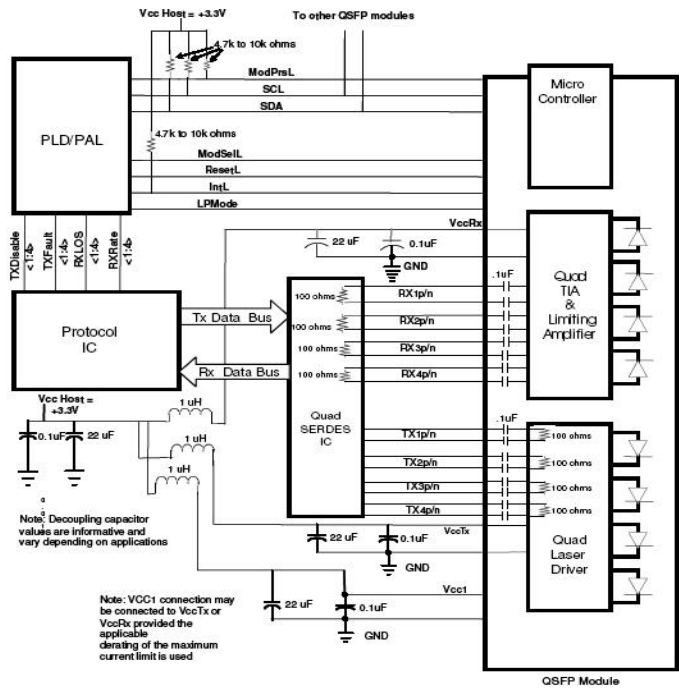 Vcc Host = +3.3V
To other QSFP modules
4.7k to 10k ohms
ModPrsL
SCL
SDA
PLD/PAL
4.7k to 10k ohms
ModSelL
ResetL
IntL
LPMode
Micro
Controller
TXDisable
<1:4>
TXFault
<1:4>
RXLOS
<1:4>
RXRate
<1:4>
VccRx
22 uF
0.1uF
GND
Protocol
IC
Tx Data Bus
Rx Data Bus
100 ohms
100 ohms
100 ohms
100 ohms
Quad
SERDES
IC
RX1p/n
RX2p/n
RX3p/n
RX4p/n
.1uF
Quad
TIA
&
Limiting
Amplifier
Vcc Host =
+3.3V
0.1uF
22 uF
1 uH
1 uH
1 uH
TX1p/n
TX2p/n
TX3p/n
TX4p/n
.1uF
100 ohms
100 ohms
100 ohms
100 ohms
Quad
Laser
Driver
Note: Decoupling capacitor
values are informative and
vary depending on applications
VccTx
22 uF
0.1uF
GND
Note: VCC1 connection may
be connected to VccTx or
VccRx provided the
applicable
derating of the maximum
current limit is used
Vcc1
22 uF
0.1uF
GND
QSFP Module